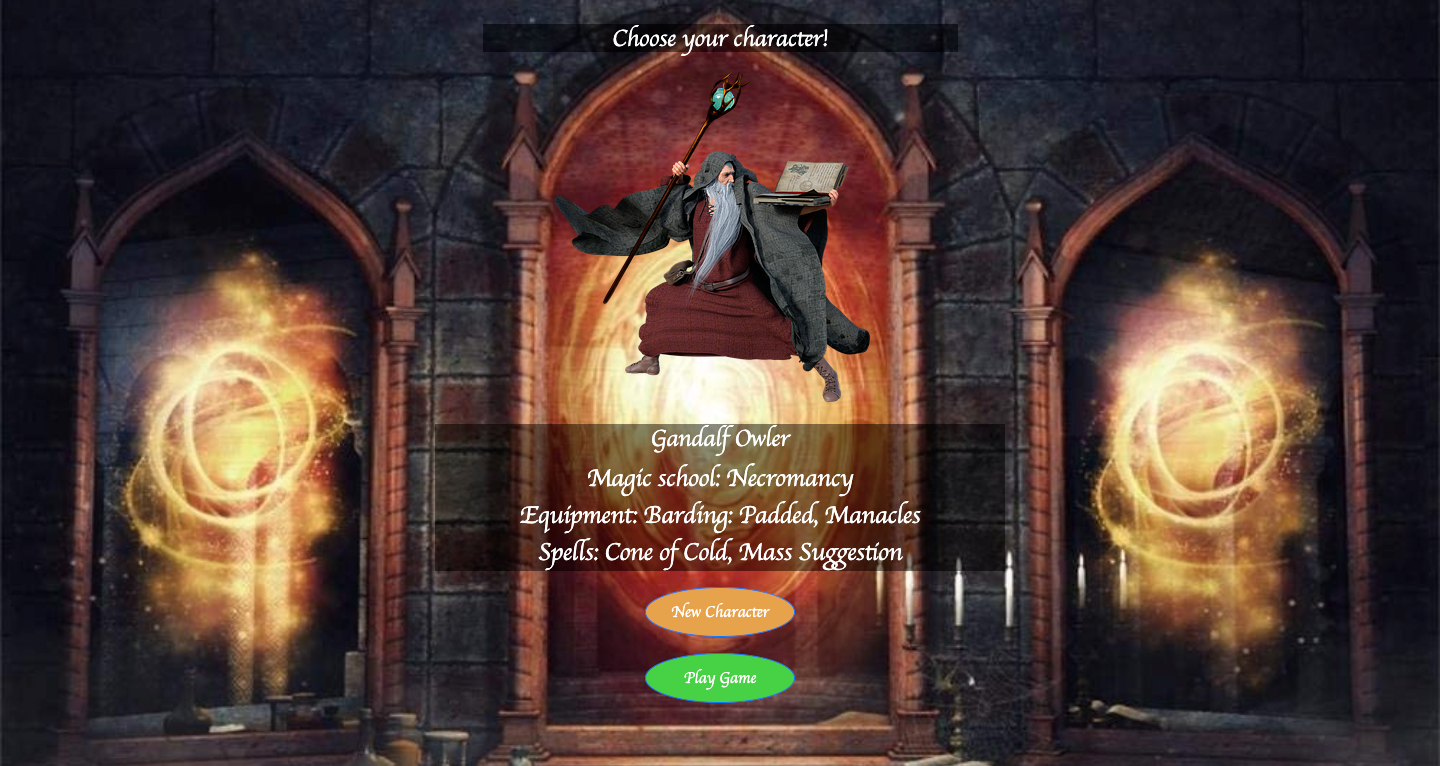 Choose your character!
Gandalf Owler
Magic school: Necromancy
Equipment: Barding: Padded, Manacles
Spells: Cone of Cold, Mass Suggestion
New Character
Play Game